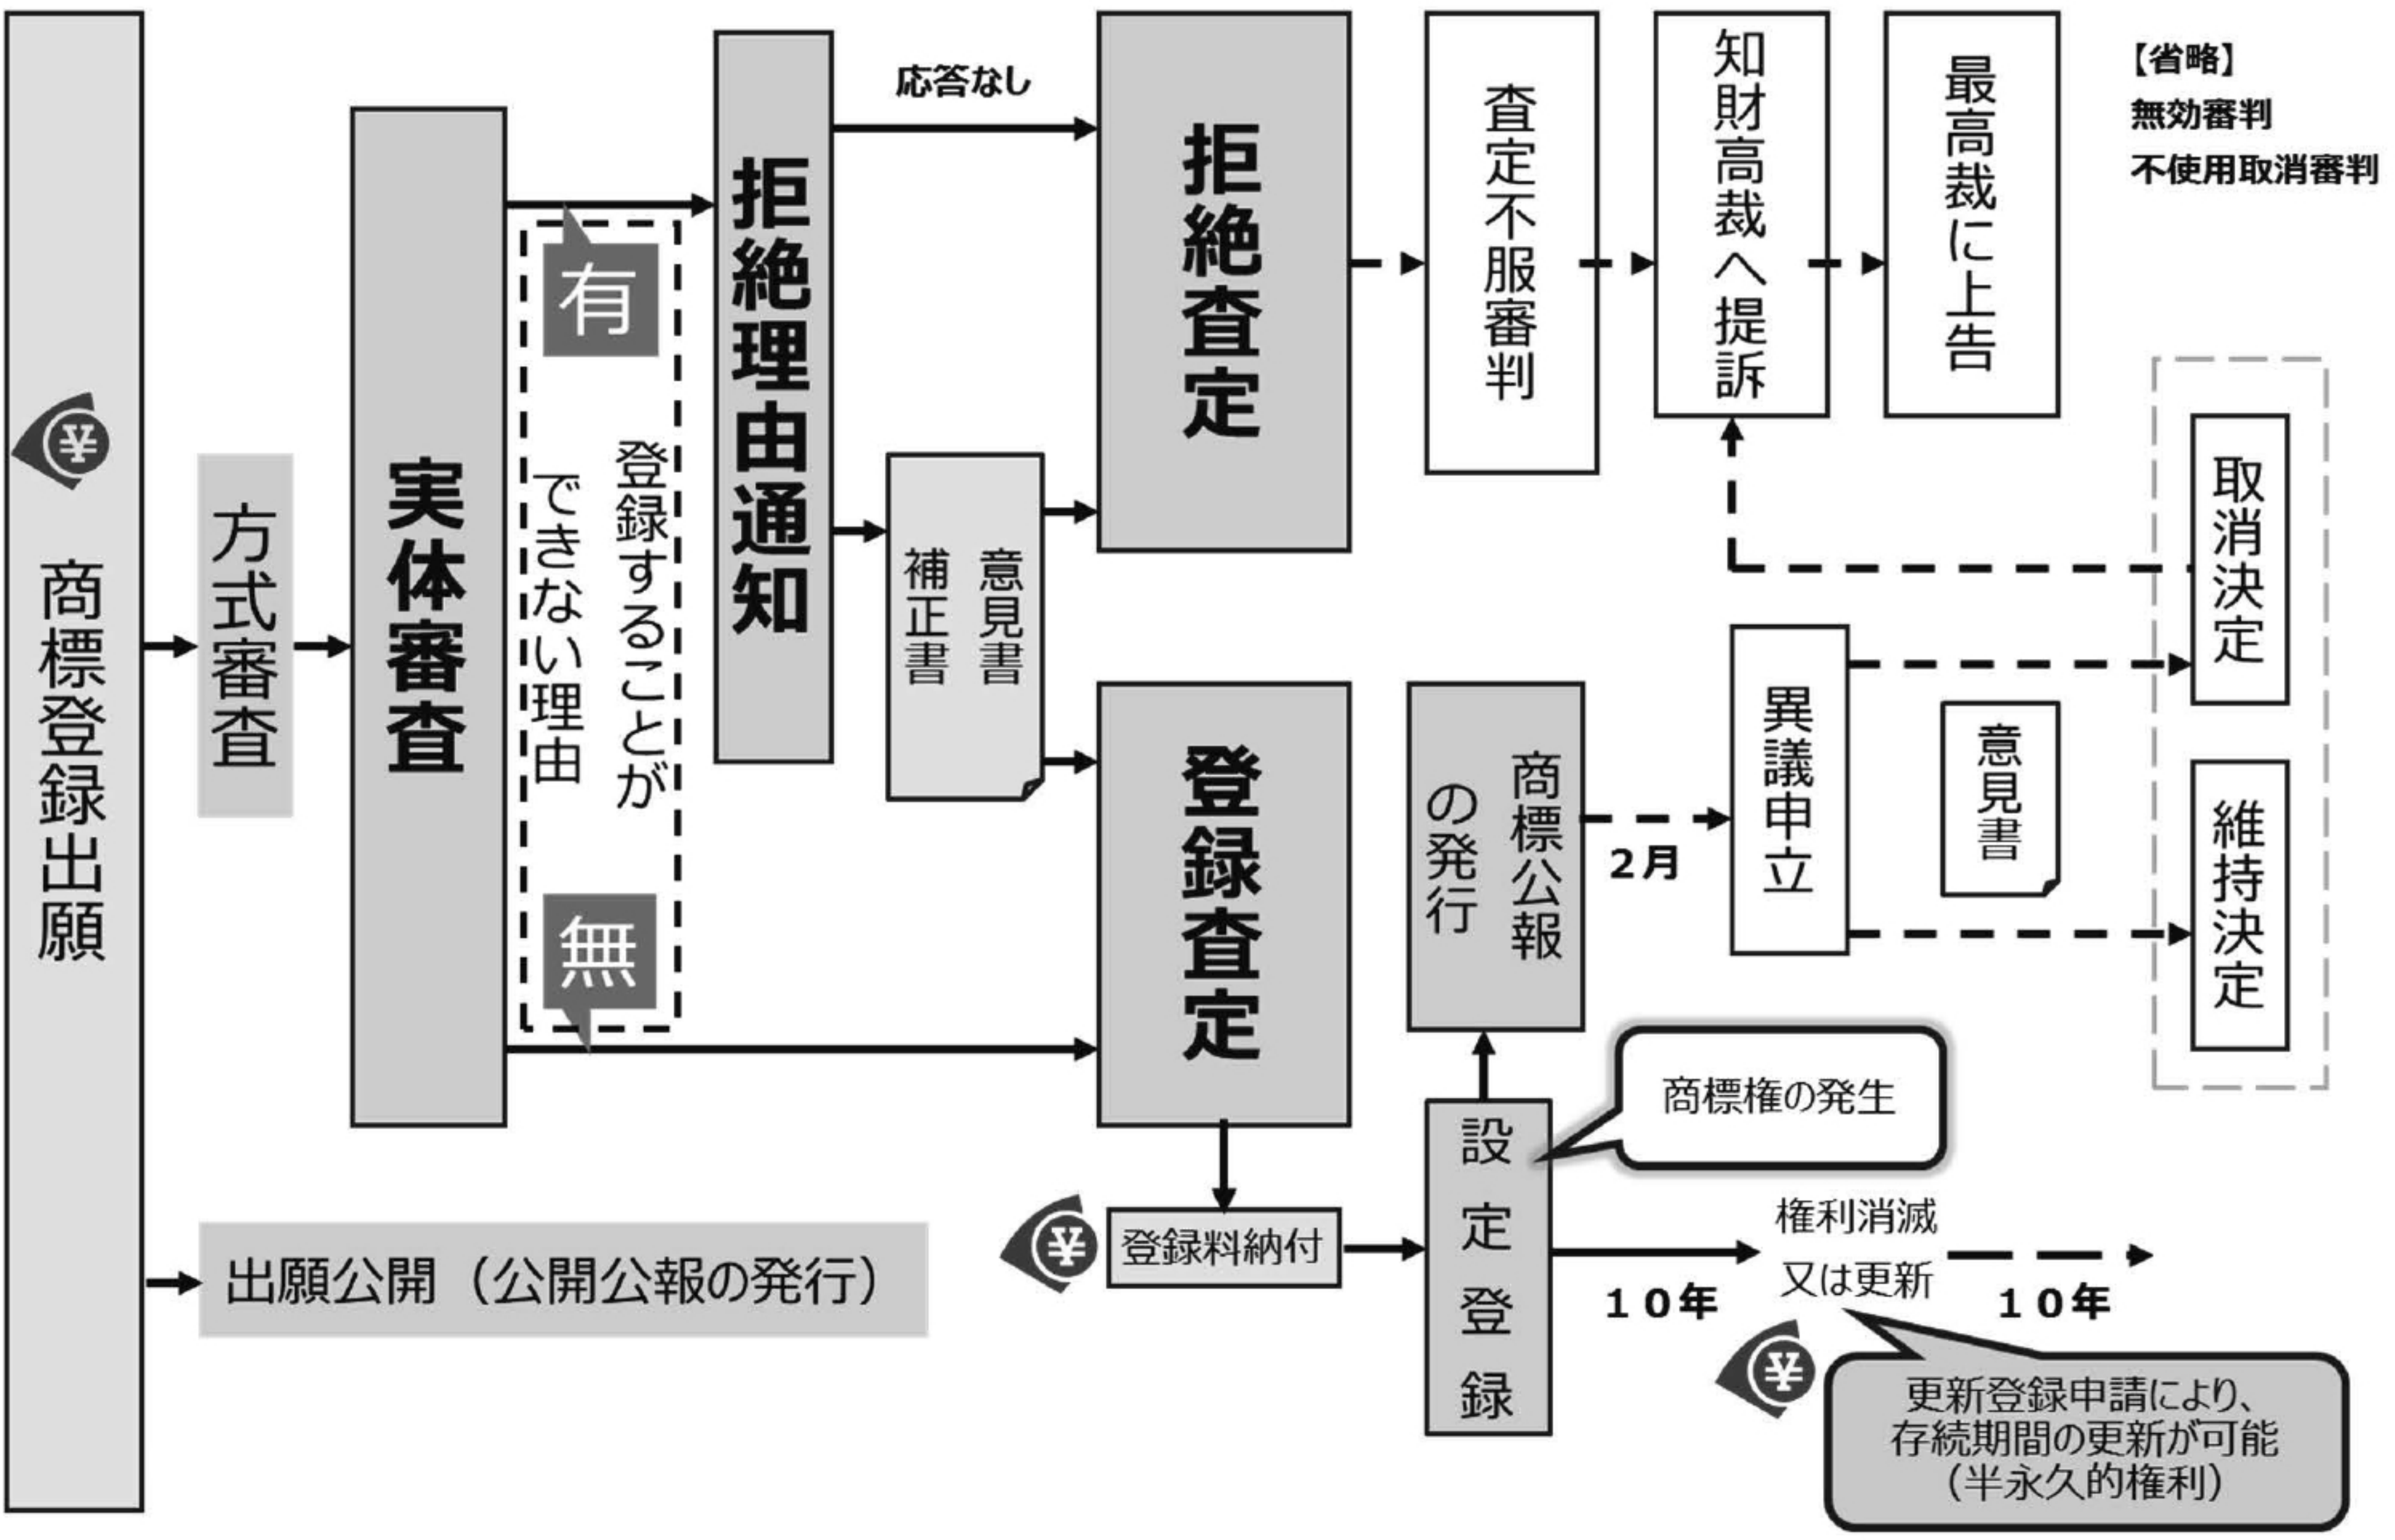 商標登録出願
方式審査
実体審査
有
登録することが
できない理由
無
拒絶理由通知
応答なし
意見書
補正書
拒絶査定
査定不服審判
知財高裁へ提訴
最高裁に上告
【省略】
無効審判
不使用取消審判
登録査定
商標公報
の発行
2月
異議申立
意見書
取消決定
維持決定
商標権の発生
出願公開（公開公報の発行）
¥
¥
登録料納付
設定登録
10年
権利消滅
又は更新
10年
¥
更新登録申請により、
存続期間の更新が可能
（半永久的権利）